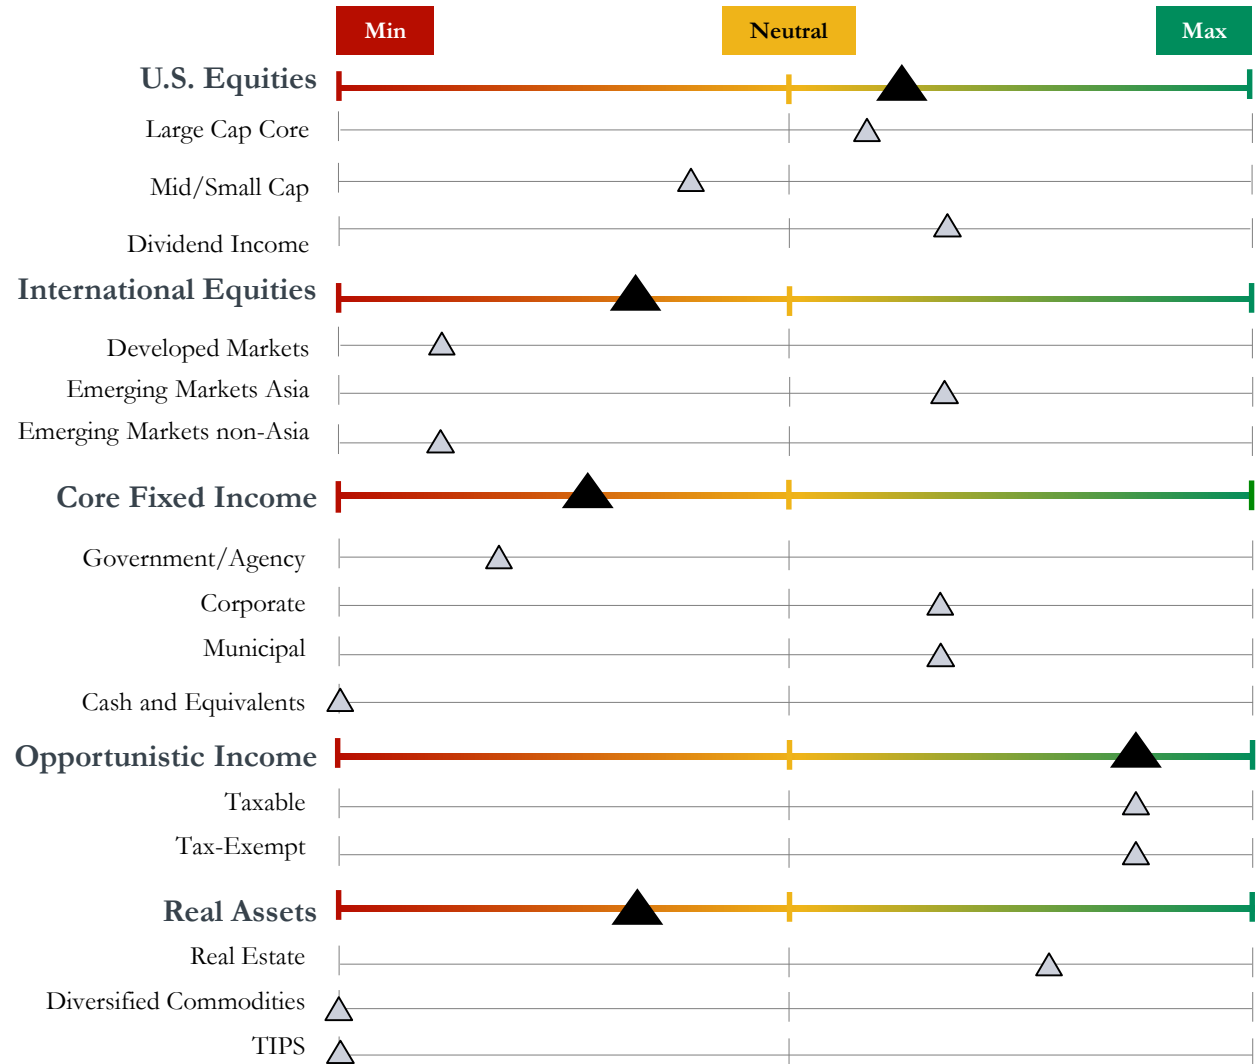 Min
Neutral
Max
U.S. Equities
Large Cap Core
Mid/Small Cap
Dividend Income
International Equities
Developed Markets
Emerging Markets Asia
Emerging Markets non-Asia
Core Fixed Income
Government/Agency
Corporate
Municipal
Cash and Equivalents
Opportunistic Income
Taxable
Tax-Exempt
Real Assets
Real Estate
Diversified Commodities
TIPS